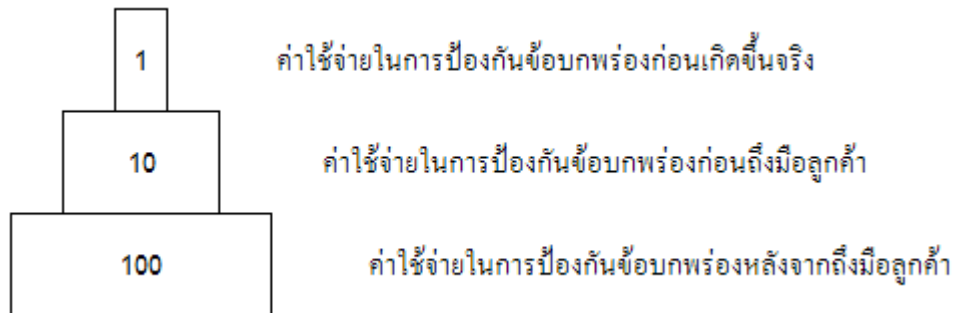 1 ค่าใช้จ่ายในการป้องกันข้อบกพร่องก่อนเกิดขึ้นจริง
10 ค่าใช้จ่ายในการป้องกันข้อบกพร่องก่อนถึงมือลูกค้า
100 ค่าใช้จ่ายในการป้องกันข้อบกพร่องหลังจากถึงมือลูกค้า